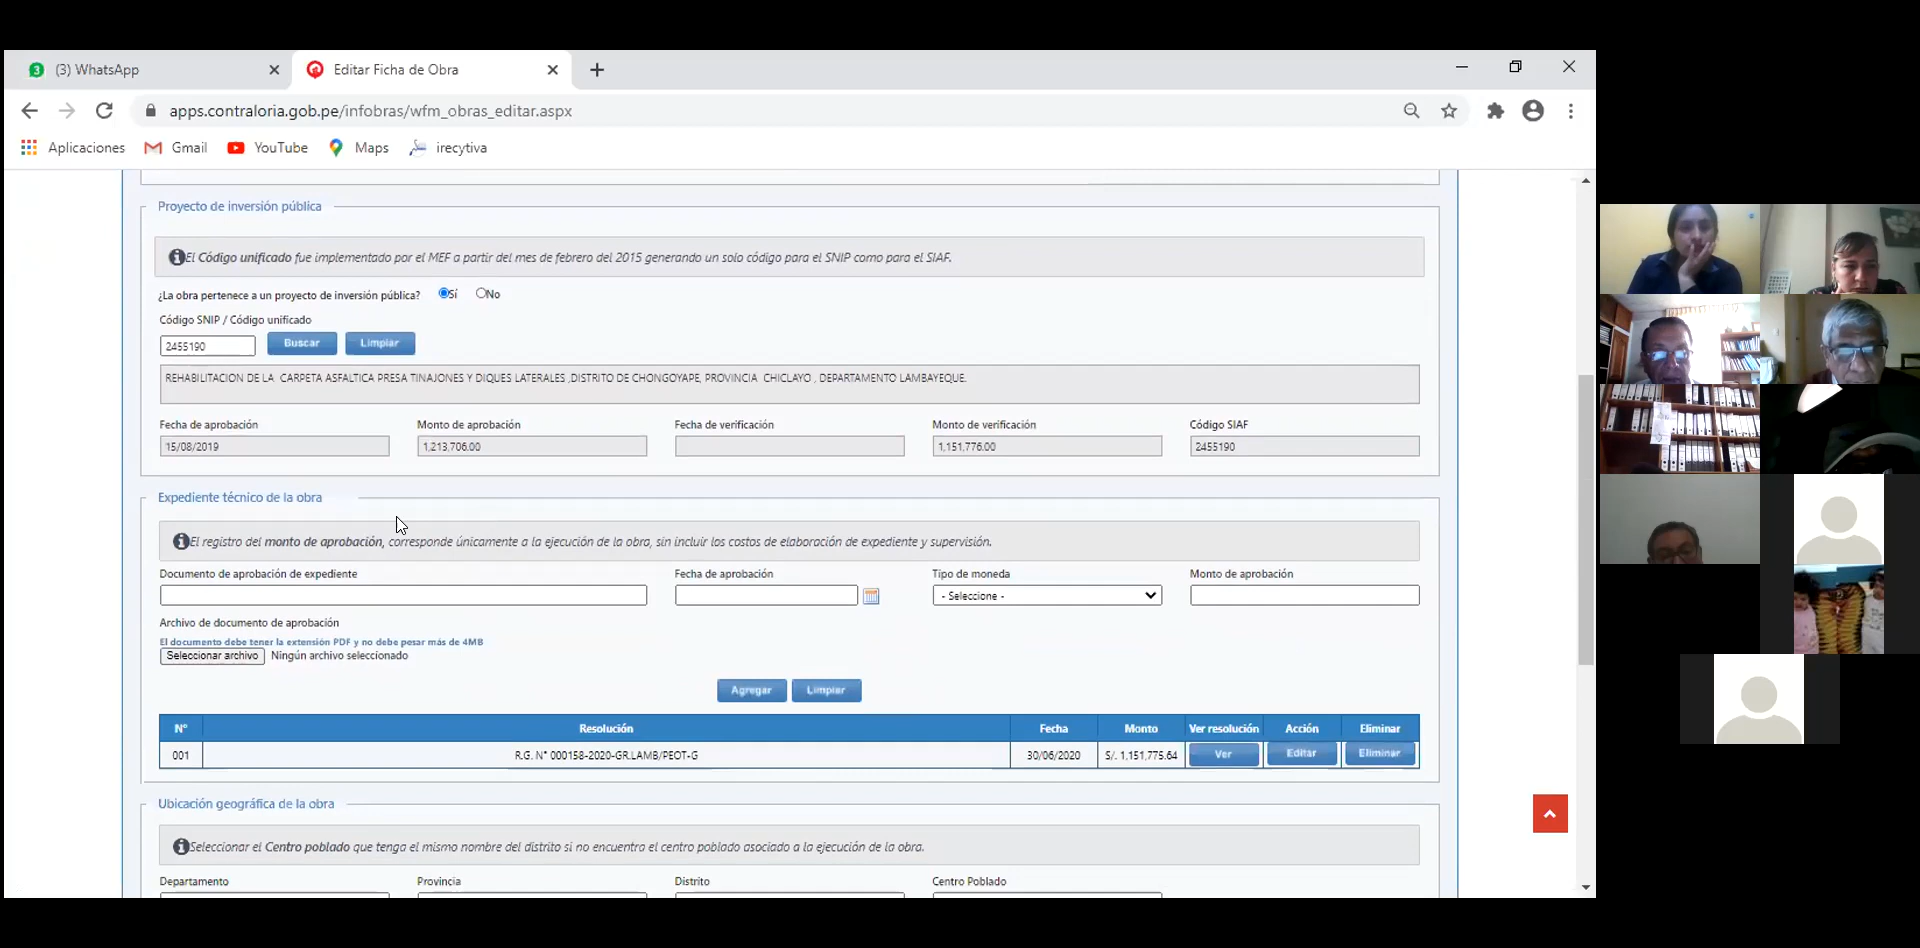 3 (3) WhatsApp
Editar Ficha de Obra
apps.contraloria.gob.pe/infobras/wfm_obras_editar.aspx
Aplicaciones Gmail YouTube Maps irecytiva
Proyecto de inversión pública
El Código unificado fue implementado por el MEF a partir del mes de febrero del 2015 generando un solo código para el SNIP como para el SIAF.
¿La obra pertenece a un proyecto de inversión pública? Sí No
Código SNIP / Código unificado
2455190 Buscar Limpiar
REHABILITACION DE LA CARPETA ASFALTICA PRESA TINAJONES Y DIQUES LATERALES ,DISTRITO DE CHONGOYAPE, PROVINCIA CHICLAYO , DEPARTAMENTO LAMBAYEQUE.
Fecha de aprobación Monto de aprobación Fecha de verificación Monto de verificación Código SIAF
15/08/2019 1,213,706.00 1,151,776.00 2455190
Expediente técnico de la obra
El registro del monto de aprobación, corresponde únicamente a la ejecución de la obra, sin incluir los costos de elaboración de expediente y supervisión.
Documento de aprobación de expediente Fecha de aprobación Tipo de moneda Monto de aprobación
- Seleccione -
Archivo de documento de aprobación
El documento debe tener la extensión PDF y no debe pesar más de 4MB
Seleccionar archivo Ningún archivo seleccionado
Agregar Limpiar
N° Resolución Fecha Monto Ver resolución Acción Eliminar
001 R.G. N° 000158-2020-GR.LAMB/PEOT-G 30/06/2020 S/. 1,151,775.64 Ver Editar Eliminar
Ubicación geográfica de la obra
Seleccionar el Centro poblado que tenga el mismo nombre del distrito si no encuentra el centro poblado asociado a la ejecución de la obra.
Departamento Provincia Distrito Centro Poblado